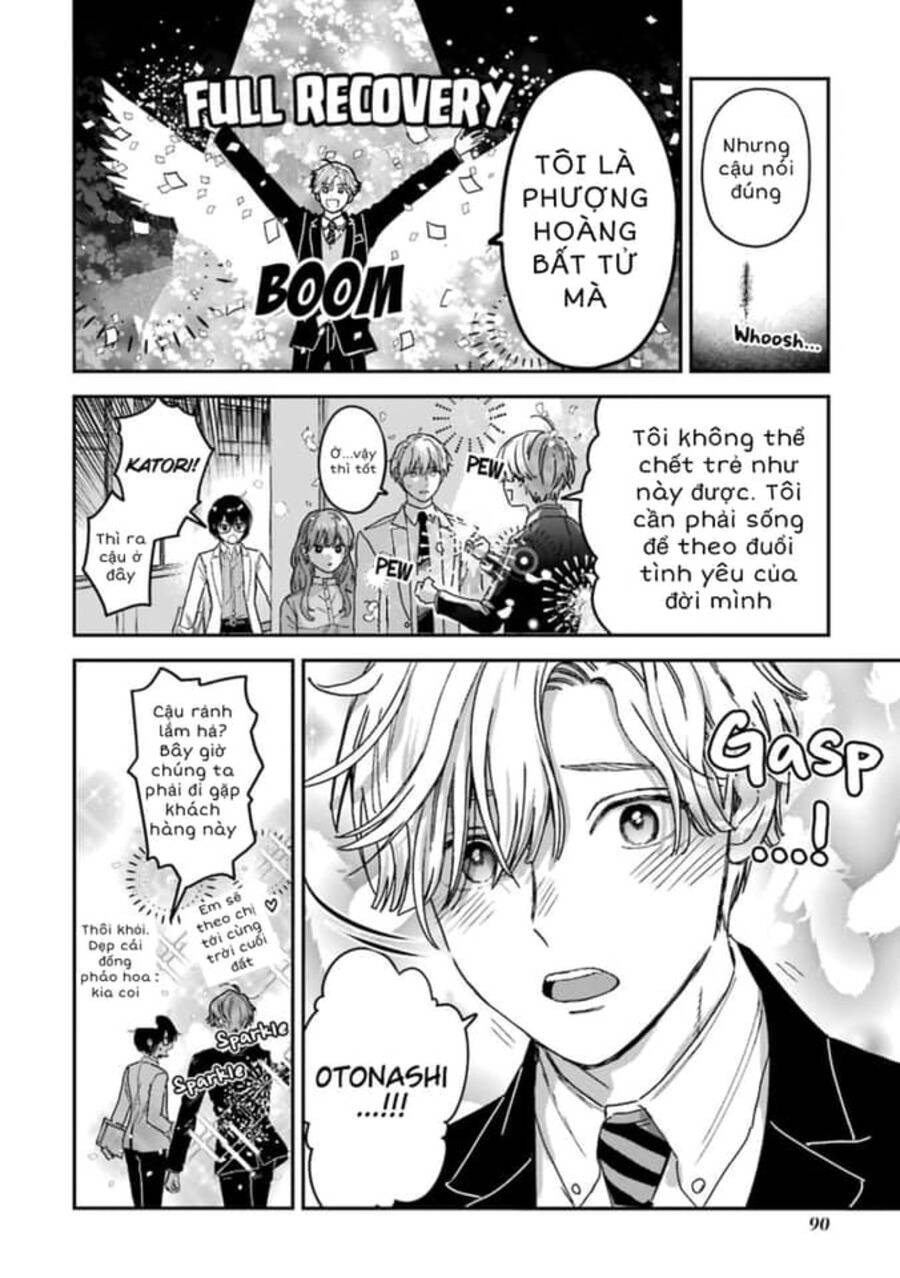 Nhưng
cậu nói
đúng
Whoosh...
FULL RECOVERY
TÔI LÀ
PHƯỢNG
HOÀNG
BẤT TỬ
MÀ
BOOM
Tôi không thể
chết trẻ như
này được. Tôi
cần phải sống
để theo đuổi
tình yêu của
đời mình
PEW
PEW
Ờ...vậy
thì tốt
KATORI!
Thì ra
cậu ở
đây
Gasp
....!
OTONASHI
...!!!
Cậu rảnh
lắm hả?
Bây giờ
chúng ta
phải đi gặp
khách
hàng này
Em sẽ
theo chị
tới cùng
trời cuối
đất
Thôi khỏi.
Dẹp cái
đống
pháo hoa
kia coi
Sparkle
Sparkle
90